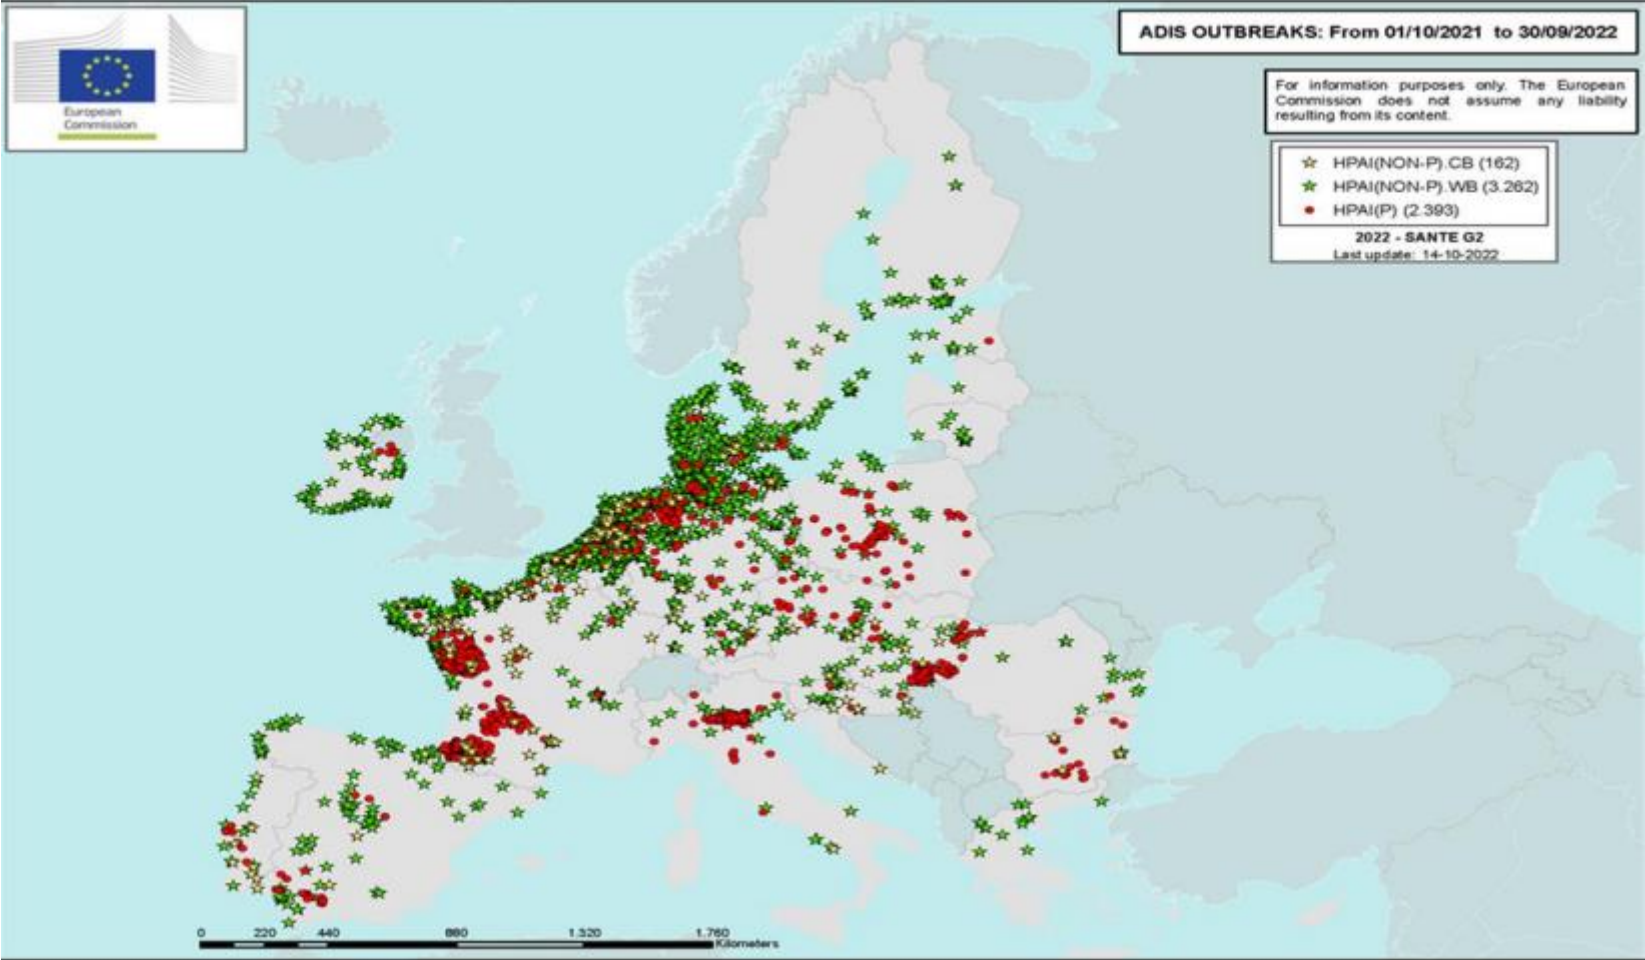 European
Commission
ADIS OUTBREAKS: From 01/10/2021 to 30/09/2022
For information purposes only. The European
Commission does not assume any liability
resulting from its content.
HPAI(NON-P).CB (162)
HPAI(NON-P).WB (3.262)
HPAI(P) (2.393)
2022 - SANTE G2
Last update: 14-10-2022
0 220 440 880 1.320 1.760
Kilometers